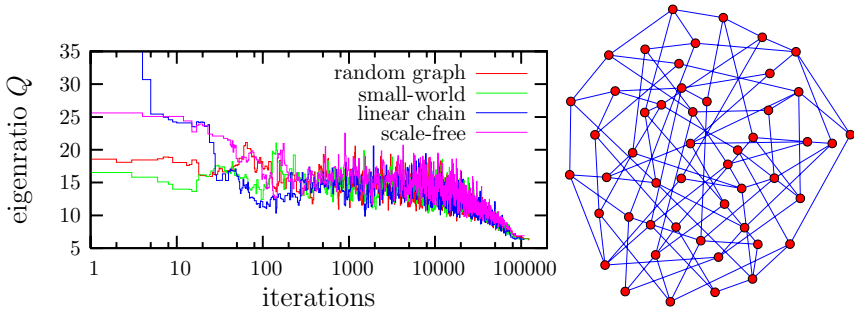 eigenratio Q
35
30
25
20
15
10
5
random graph
small-world
linear chain
scale-free
1
10
100
1000
10000
100000
iterations